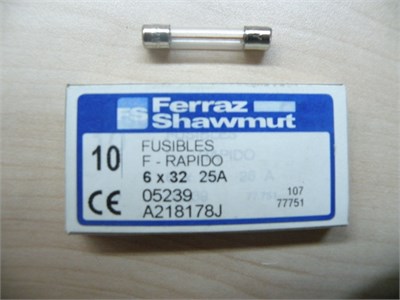 FS Ferraz
Shawmut
10 FUSIBLES
F - RAPIDO
6 x 32 25A
CE 05239 107
A218178J 77751